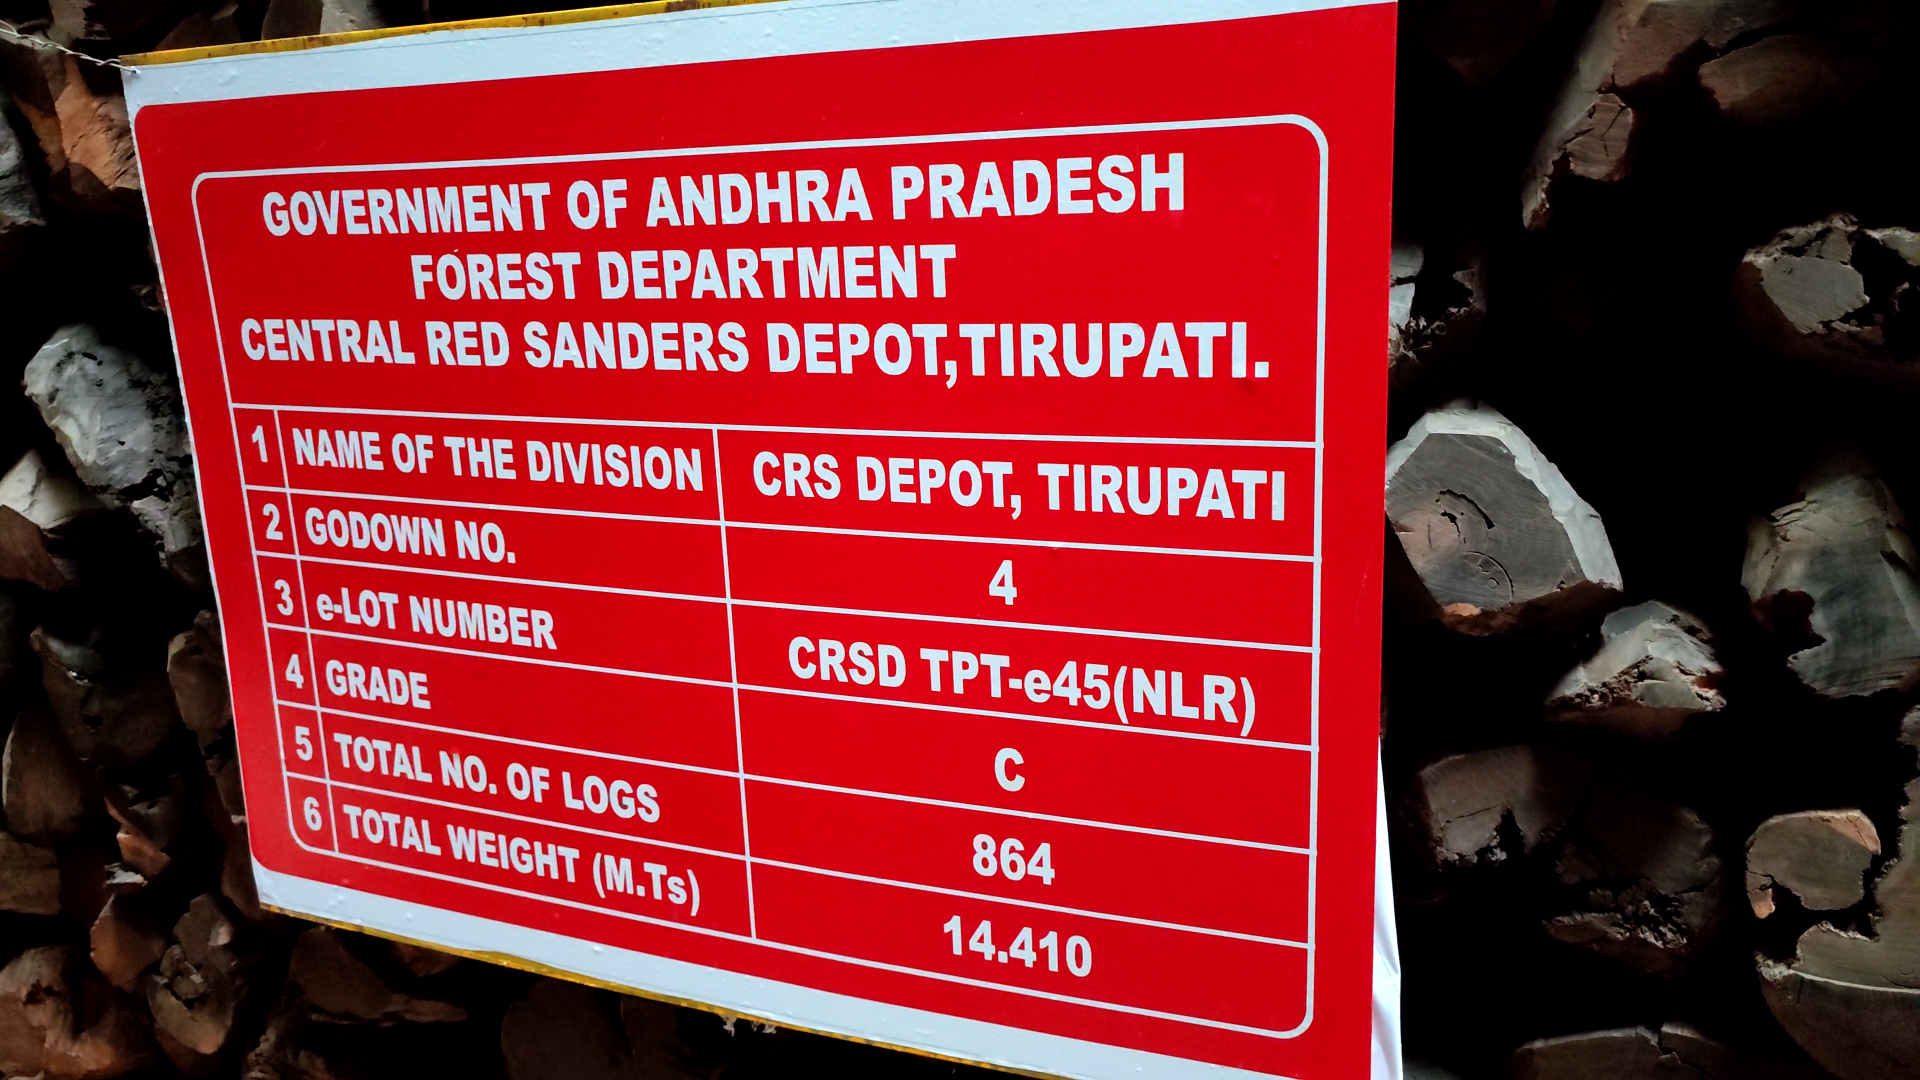 GOVERNMENT OF ANDHRA PRADESH
FOREST DEPARTMENT
CENTRAL RED SANDERS DEPOT,TIRUPATI.
1 NAME OF THE DIVISION CRS DEPOT, TIRUPATI
2 GODOWN NO. 4
3 e-LOT NUMBER CRSD TPT-e45(NLR)
4 GRADE C
5 TOTAL NO. OF LOGS 864
6 TOTAL WEIGHT (M.Ts) 14.410